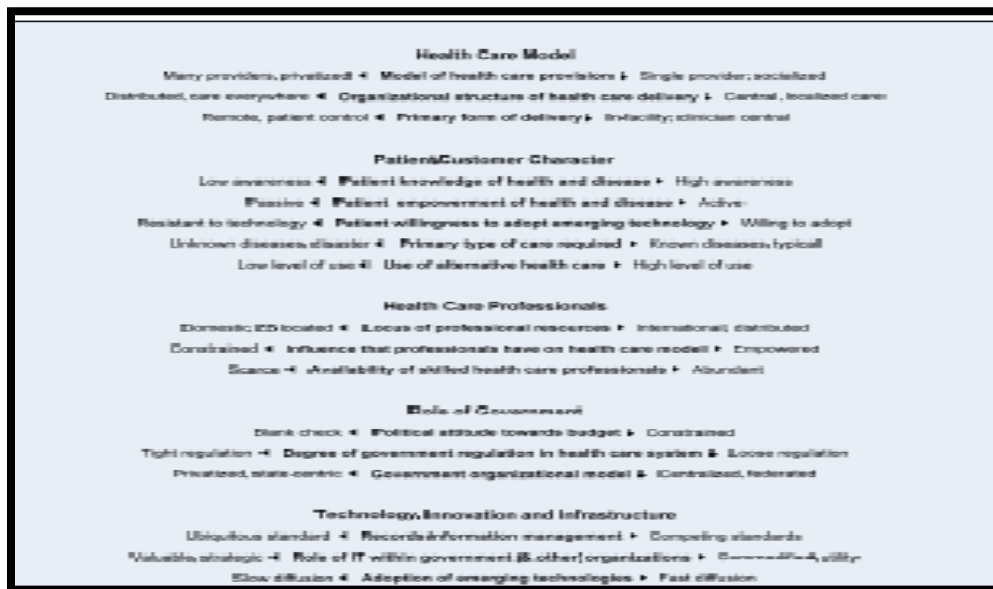 Health Care Model
Many providers, privatized ◄ Model of health care provisions ► Single provider, socialized
Distributed, care everywhere ◄ Organizational structure of health care delivery ► Central, localized care
Remote, patient control ◄ Primary form of delivery ► In-facility; clinician central
Patient/Customer Character
Low awareness ◄ Patient knowledge of health and disease ► High awareness
Passive ◄ Patient empowerment of health and disease ► Active
Resistant to technology ◄ Patient willingness to adopt emerging technology ► Willing to adopt
Unknown diseases, disaster ◄ Primary type of care required ► Known diseases, typical
Low level of use ◄ Use of alternative health care ► High level of use
Health Care Professionals
Domestic, located ◄ Locus of professional resources ► International, distributed
Constrained ◄ Influence that professionals have on health care model ► Empowered
Scarce ◄ Availability of skilled health care professionals ► Abundant
Role of Government
Blank check ◄ Political attitude towards budget ► Constrained
Tight regulation ◄ Degree of government regulation in health care system ► Loose regulation
Privatized, state-centric ◄ Government organizational model ► Centralized, federated
Technology, Innovation and Infrastructure
Ubiquitous standard ◄ Records information management ► Competing standards
Valuable, strategic ◄ Role of IT within government (& other) organizations ► utility
Slow diffusion ◄ Adoption of emerging technologies ► Fast diffusion